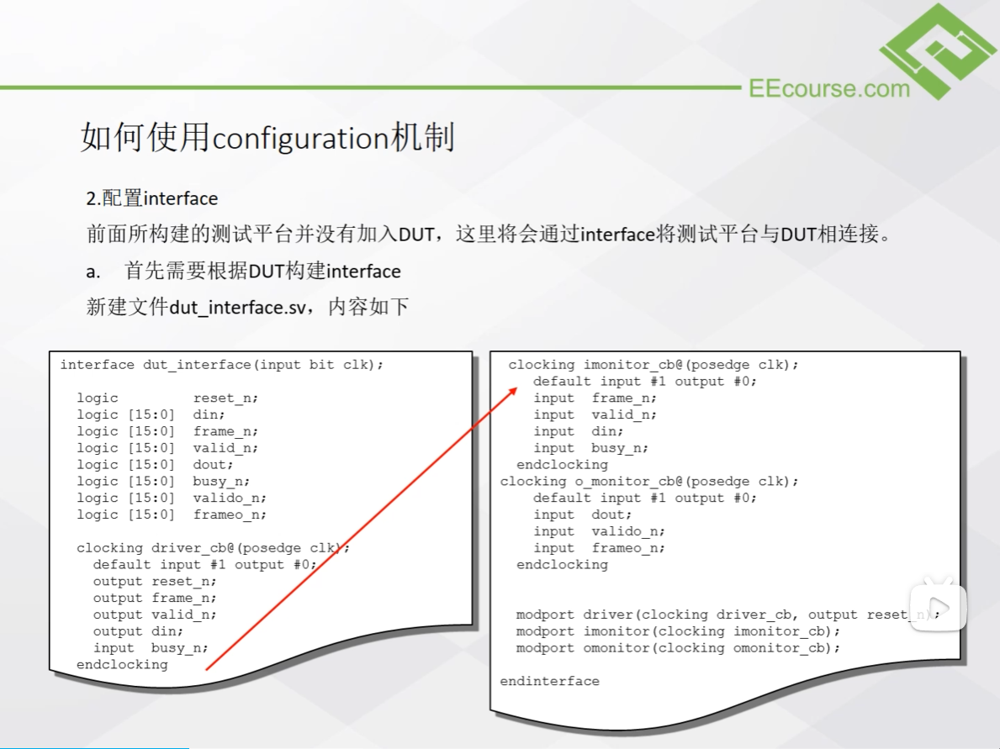 EEcourse.com
如何使用configuration机制
2.配置interface
前面所构建的测试平台并没有加入DUT，这里将会通过interface将测试平台与DUT相连接。
a. 首先需要根据DUT构建interface
新建文件dut_interface.sv，内容如下
interface dut_interface(input bit clk);
logic reset_n;
logic [15:0] din;
logic [15:0] frame_n;
logic [15:0] valid_n;
logic [15:0] dout;
logic [15:0] busy_n;
logic [15:0] valido_n;
logic [15:0] frameo_n;
clocking driver_cb@(posedge clk);
default input #1 output #0;
output reset_n;
output frame_n;
output valid_n;
output din;
input busy_n;
endclocking
clocking imonitor_cb@(posedge clk);
default input #1 output #0;
input frame_n;
input valid_n;
input din;
input busy_n;
endclocking
clocking o_monitor_cb@(posedge clk);
default input #1 output #0;
input dout;
input valido_n;
input frameo_n;
endclocking
modport driver(clocking driver_cb, output reset_n);
modport imonitor(clocking imonitor_cb);
modport omonitor(clocking omonitor_cb);
endinterface